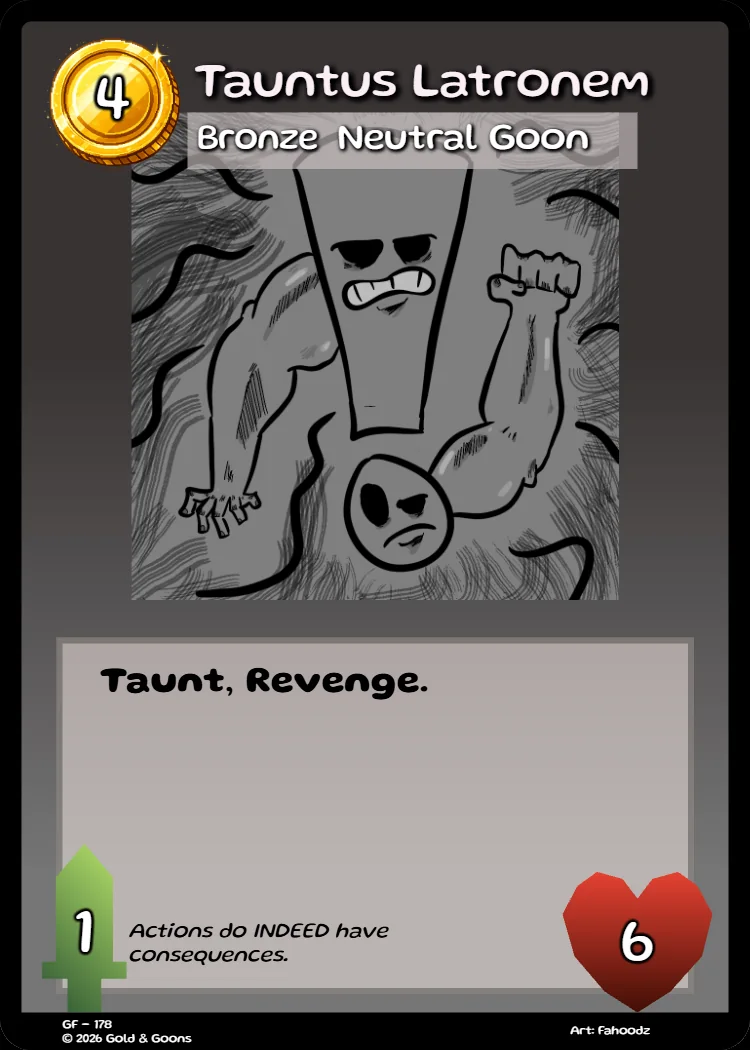 4
Tauntus Latronem
Bronze Neutral Goon
Taunt, Revenge.
1
Actions do INDEED have
consequences.
6
GF - 178
© 2026 Gold & Goons
Art: Fahoodz